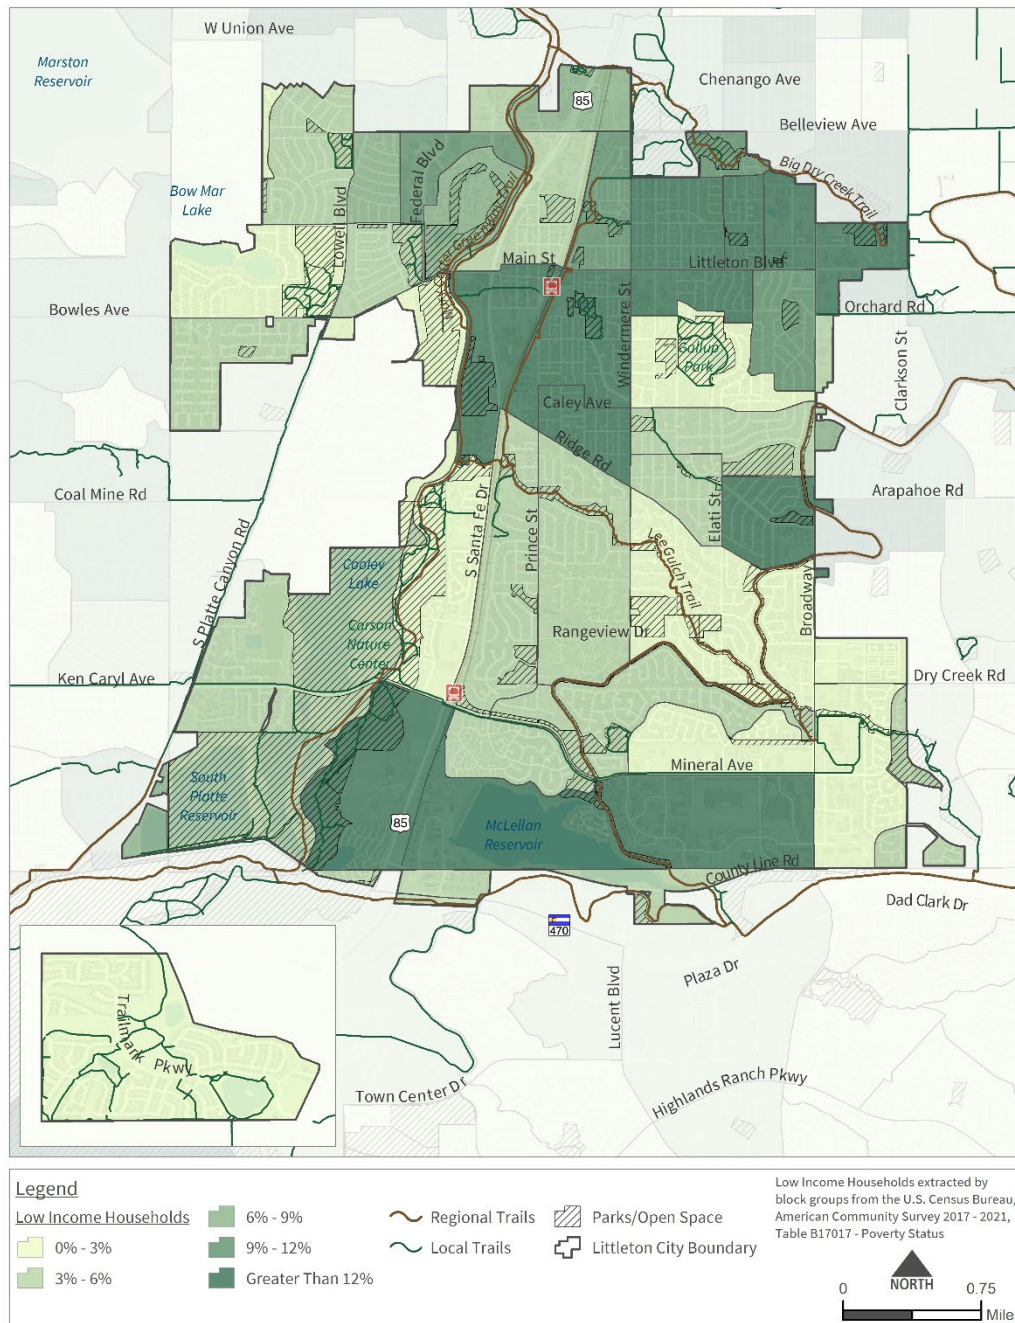 W Union Ave
Marston
Reservoir
Chenango Ave
85
Belleview Ave
Big Dry Creek Trail
Federal Blvd
Bow Mar
Lake
Lowell Blvd
Greenway Trail
Main St
Littleton Blvd
Bowles Ave
Orchard Rd
Windermere St
Gallup
Park
Clarkson St
Caley Ave
Ridge Rd
Coal Mine Rd
Arapahoe Rd
S Santa Fe Dr
Prince St
Elati St
Lee Gulch Trail
S Platte Canyon Rd
Cooley
Lake
Broadway
Carson
Nature
Center
Rangeview Dr
Ken Caryl Ave
Dry Creek Rd
Mineral Ave
South
Platte
Reservoir
85
McLellan
Reservoir
County Line Rd
Dad Clark Dr
470
Plaza Dr
Lucent Blvd
Trailmark Pkwy
Town Center Dr
Highlands Ranch Pkwy
Legend
Low Income Households
0% - 3%
3% - 6%
6% - 9%
9% - 12%
Greater Than 12%
Regional Trails
Local Trails
Parks/Open Space
Littleton City Boundary
Low Income Households extracted by
block groups from the U.S. Census Bureau,
American Community Survey 2017 - 2021,
Table B17017 - Poverty Status
NORTH
0 0.75
Miles